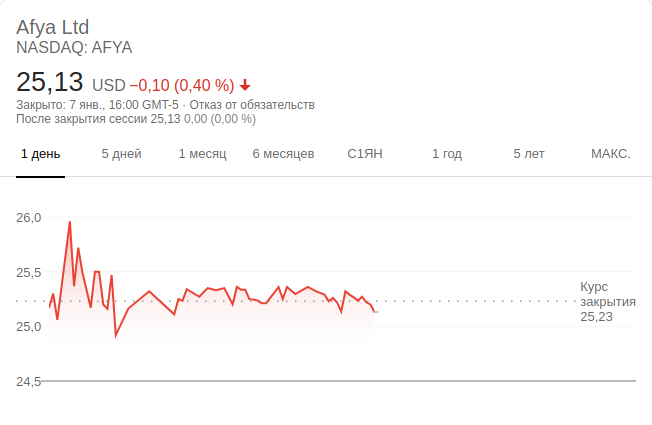 Afya Ltd
NASDAQ: AFYA
25,13 USD −0,10 (0,40 %)
Закрыто: 7 янв., 16:00 GMT-5 · Отказ от обязательств
После закрытия сессии 25,13 0,00 (0,00 %)
1 день 5 дней 1 месяц 6 месяцев С1ЯН 1 год 5 лет МАКС.
26,0
25,5
Курс
закрытия
25,23
25,0
24,5